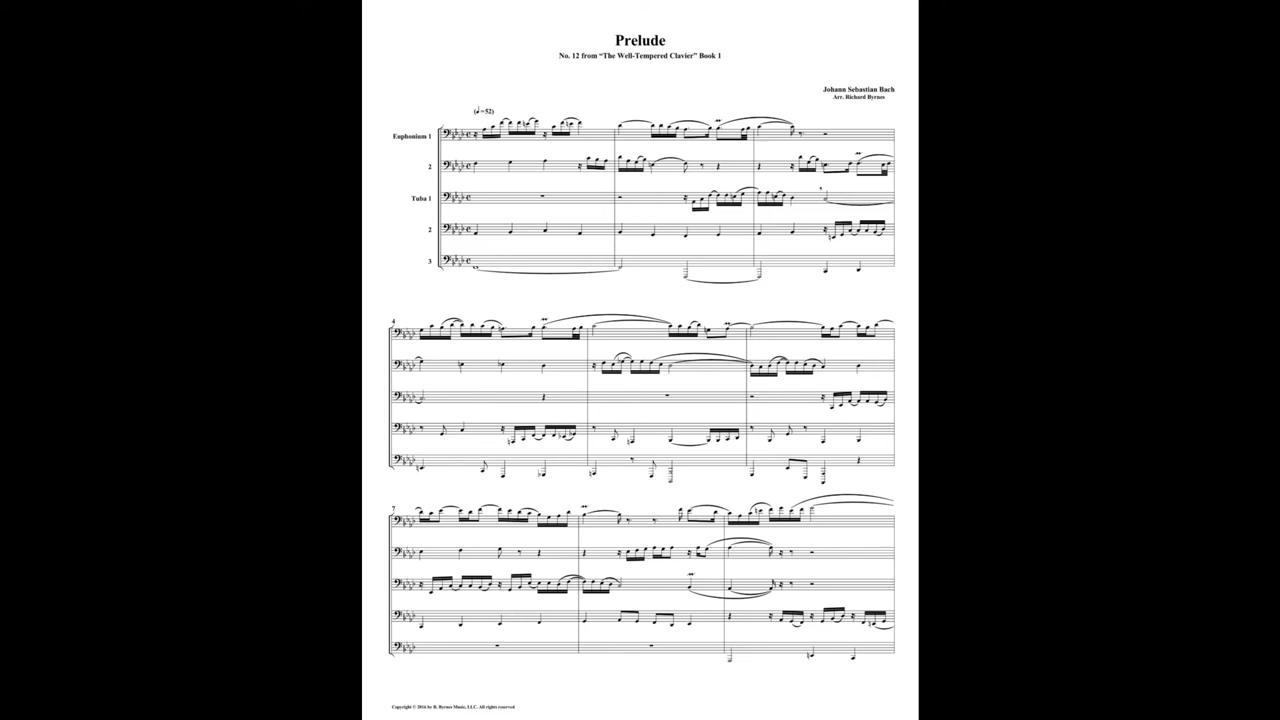 Prelude
No. 12 from “The Well-Tempered Clavier” Book 1
Johann Sebastian Bach
Arr. Richard Byrnes
(♩=52)
Euphonium 1
2
Tuba 1
2
3
4
7
Copyright © 2016 by B. Byrnes Music, LLC. All rights reserved